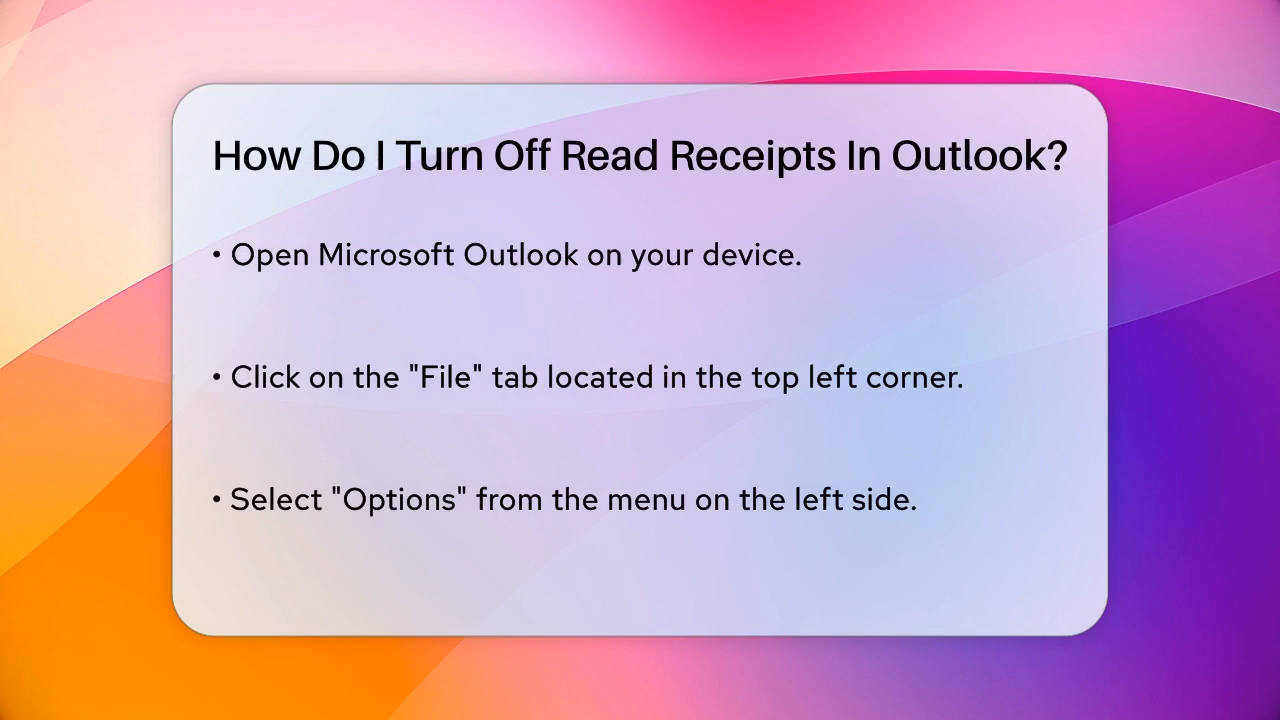 How Do I Turn Off Read Receipts In Outlook?
• Open Microsoft Outlook on your device.
• Click on the "File" tab located in the top left corner.
• Select "Options" from the menu on the left side.